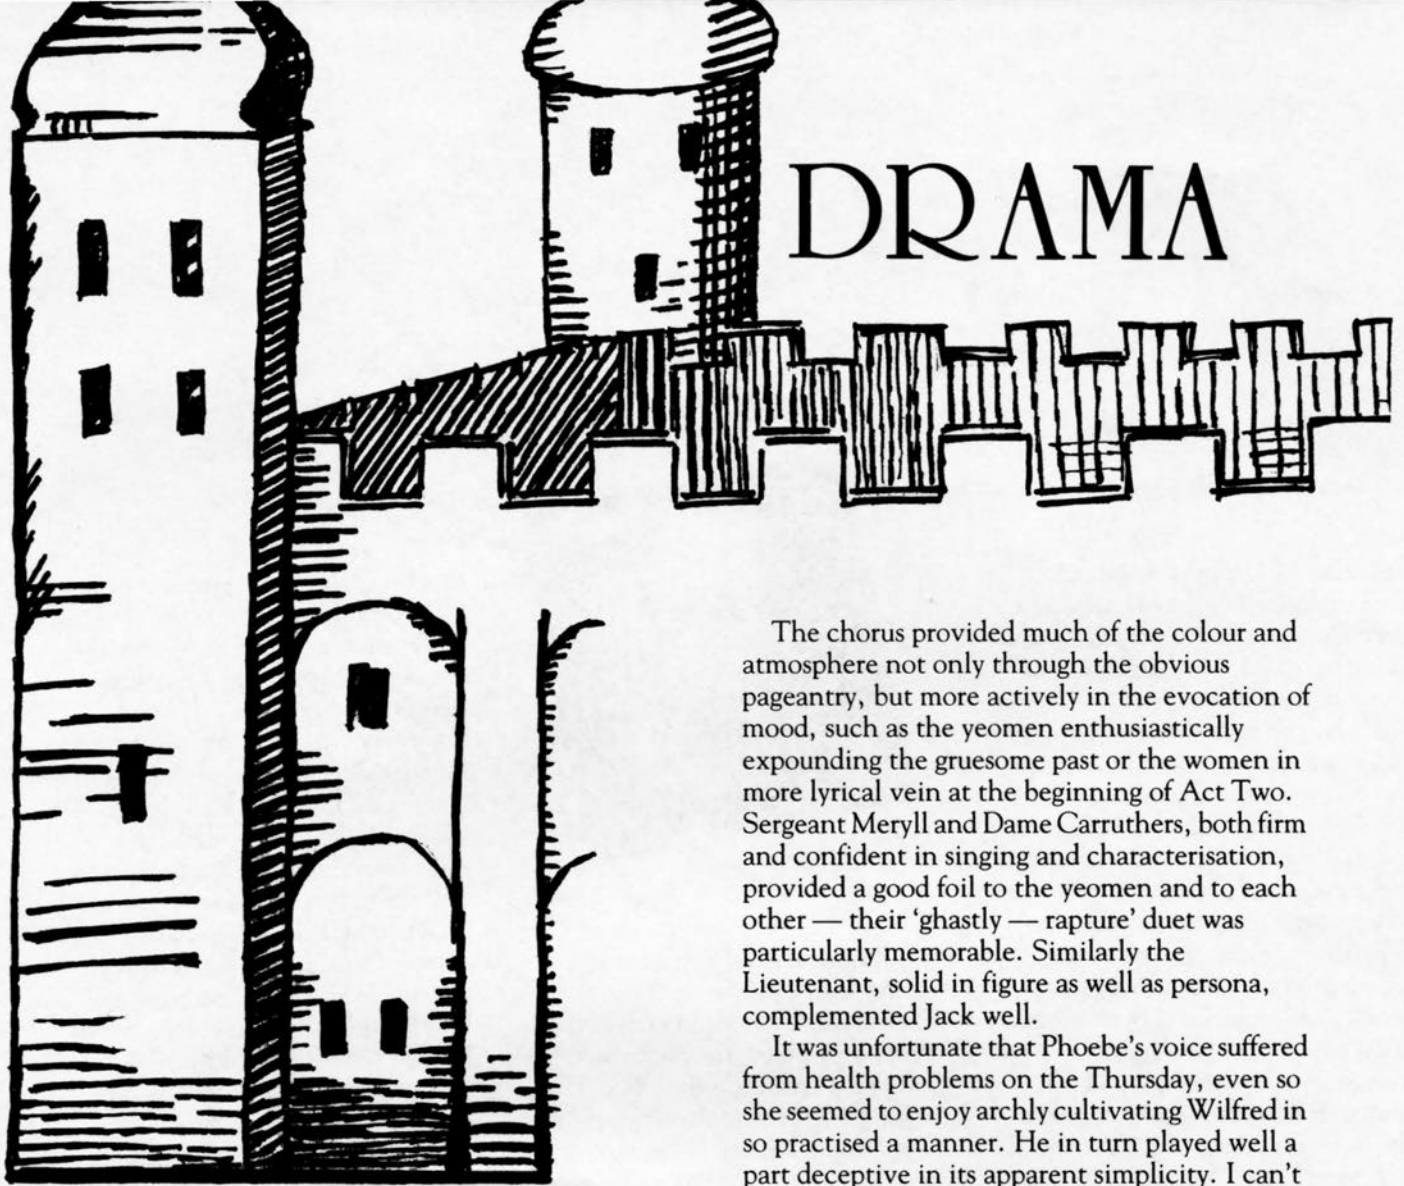 DRAMA
The chorus provided much of the colour and
atmosphere not only through the obvious
pageantry, but more actively in the evocation of
mood, such as the yeomen enthusiastically
expounding the gruesome past or the women in
more lyrical vein at the beginning of Act Two.
Sergeant Meryll and Dame Carruthers, both firm
and confident in singing and characterisation,
provided a good foil to the yeomen and to each
other — their ‘ghastly — rapture’ duet was
particularly memorable. Similarly the
Lieutenant, solid in figure as well as persona,
complemented Jack well.
It was unfortunate that Phoebe's voice suffered
from health problems on the Thursday, even so
she seemed to enjoy archly cultivating Wilfred in
so practised a manner. He in turn played well a
part deceptive in its apparent simplicity. I can't